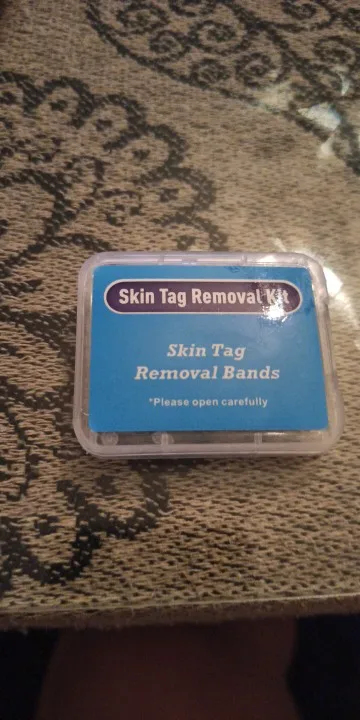 Skin Tag Removal Kit
Skin Tag
Removal Bands
*Please open carefully